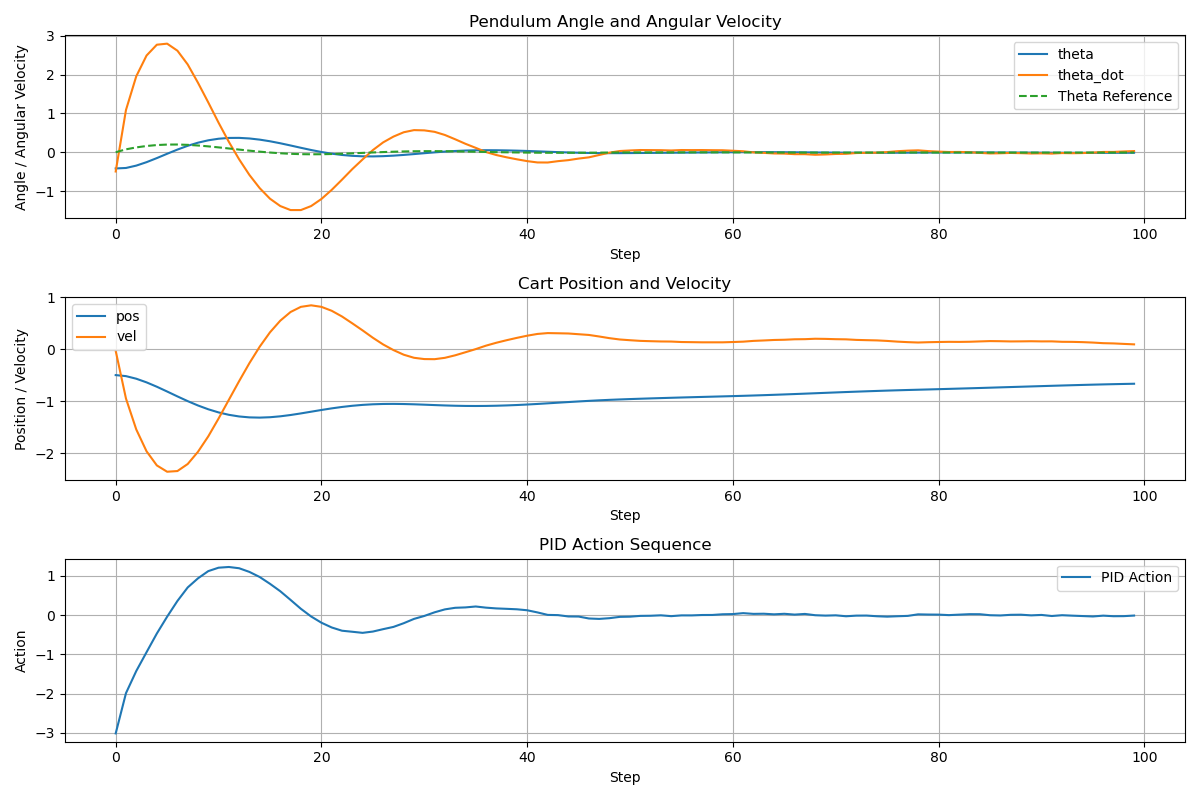 Pendulum Angle and Angular Velocity
Angle / Angular Velocity
3
2
1
0
−1
theta
theta_dot
Theta Reference
0 20 40 60 80 100
Step
Cart Position and Velocity
Position / Velocity
1
0
−1
−2
pos
vel
0 20 40 60 80 100
Step
PID Action Sequence
Action
1
0
−1
−2
−3
PID Action
0 20 40 60 80 100
Step